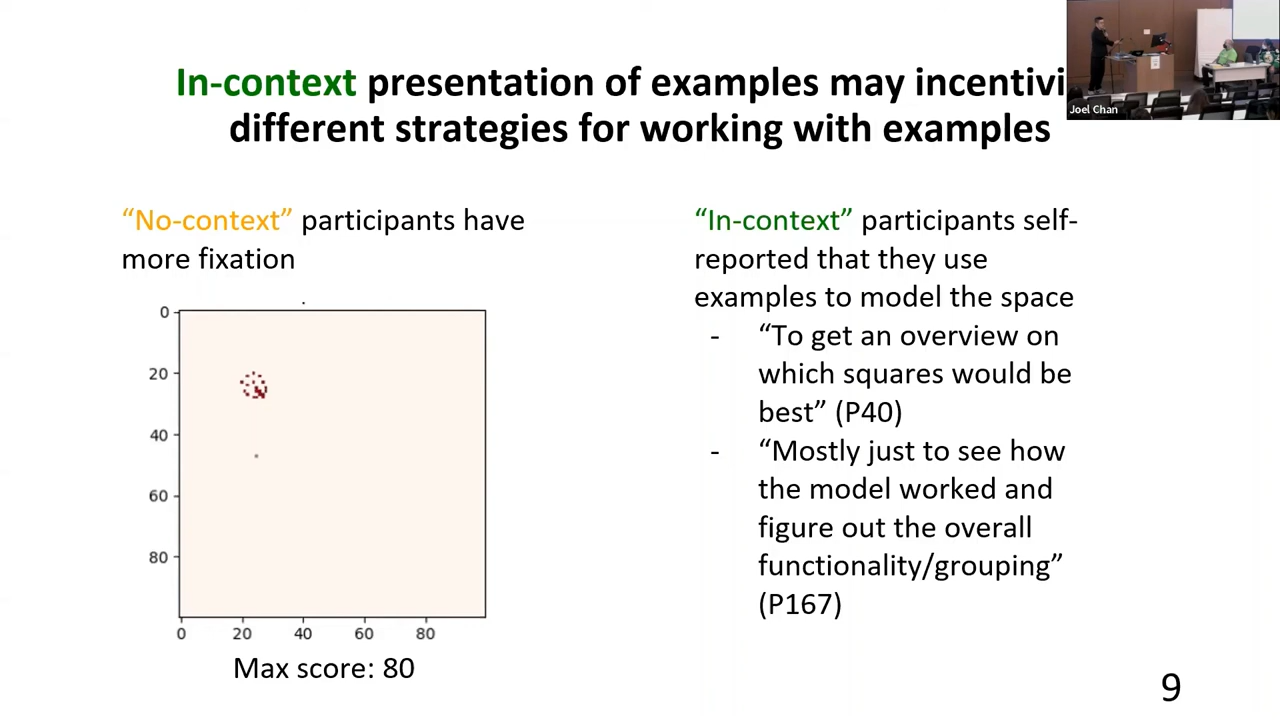 In-context presentation of examples may incentivi
different strategies for working with examples
Joel Chan
“No-context” participants have
more fixation
0
20
40
60
80
0 20 40 60 80
Max score: 80
“In-context” participants self-
reported that they use
examples to model the space
- “To get an overview on
which squares would be
best” (P40)
- “Mostly just to see how
the model worked and
figure out the overall
functionality/grouping”
(P167)
9